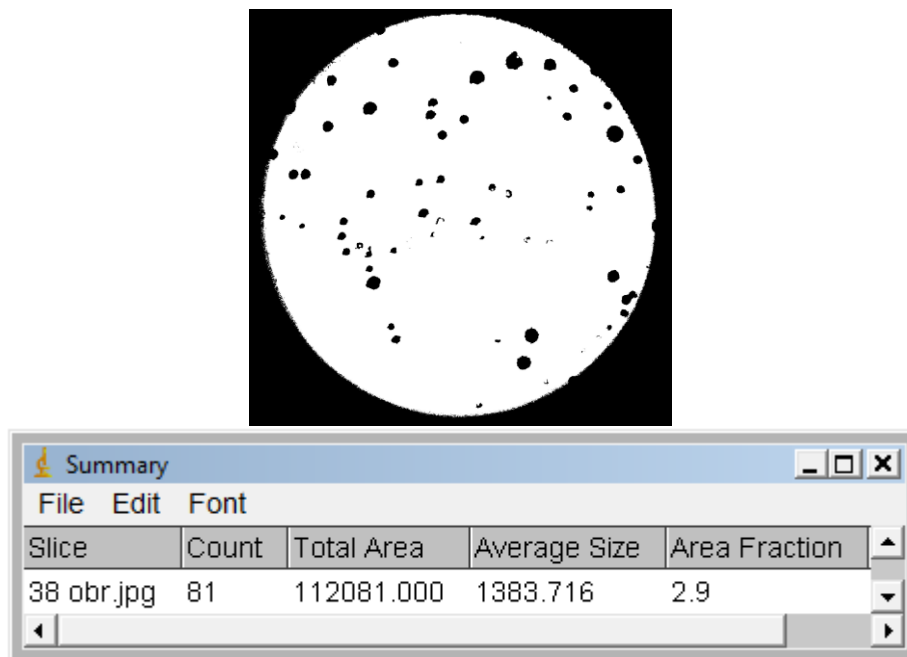 Summary
File Edit Font
Slice Count Total Area Average Size Area Fraction
38 obr.jpg 81 112081.000 1383.716 2.9